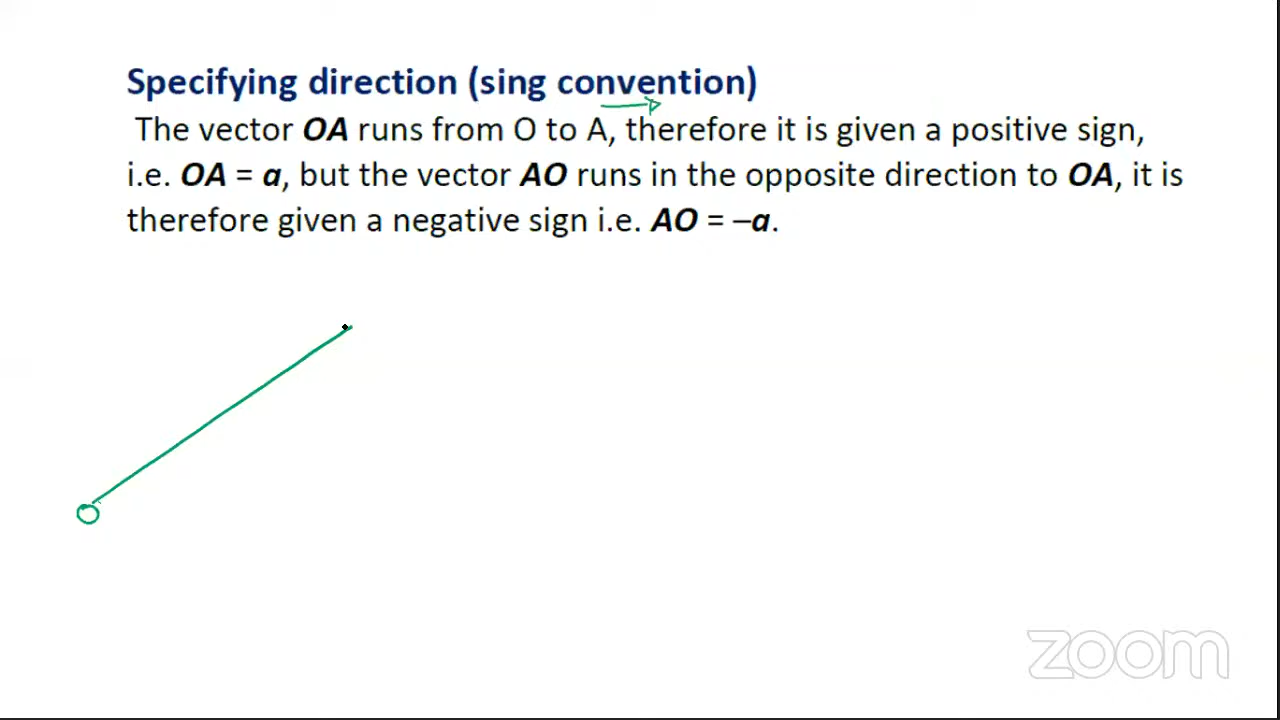 Specifying direction (sing convention)
The vector OA runs from O to A, therefore it is given a positive sign,
i.e. OA = a, but the vector AO runs in the opposite direction to OA, it is
therefore given a negative sign i.e. AO = –a.
O
zoom